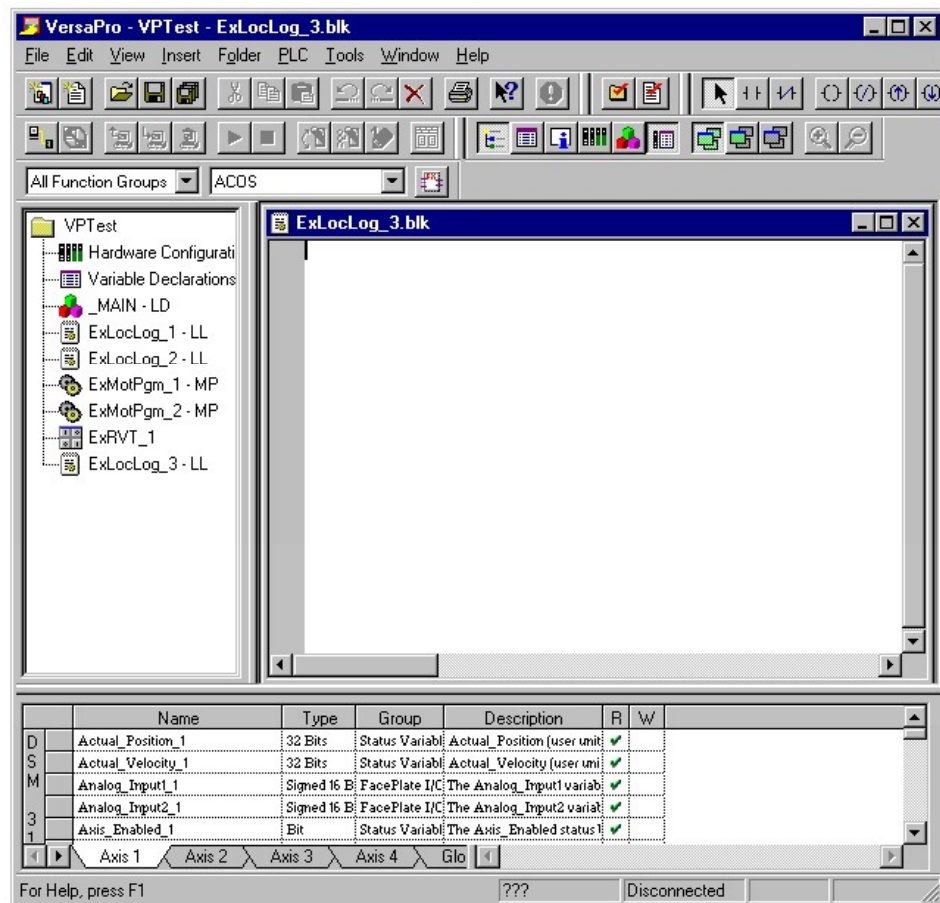 VersaPro - VPTest - ExLocLog_3.blk
File Edit View Insert Folder PLC Tools Window Help
All Function Groups ACOS
VPTest
Hardware Configurati
Variable Declarations
_MAIN - LD
ExLocLog_1 - LL
ExLocLog_2 - LL
ExMotPgm_1 - MP
ExMotPgm_2 - MP
ExRVT_1
ExLocLog_3 - LL
ExLocLog_3.blk
Name Type Group Description R W
Actual_Position_1 32 Bits Status Variabl Actual_Position (user unit
Actual_Velocity_1 32 Bits Status Variabl Actual_Velocity (user uni
Analog_Input1_1 Signed 16 B FacePlate I/O The Analog_Input1 variab
Analog_Input2_1 Signed 16 B FacePlate I/O The Analog_Input2 variab
Axis_Enabled_1 Bit Status Variabl The Axis_Enabled status
DSM 31
Axis 1 Axis 2 Axis 3 Axis 4 Glo
For Help, press F1 ??? Disconnected